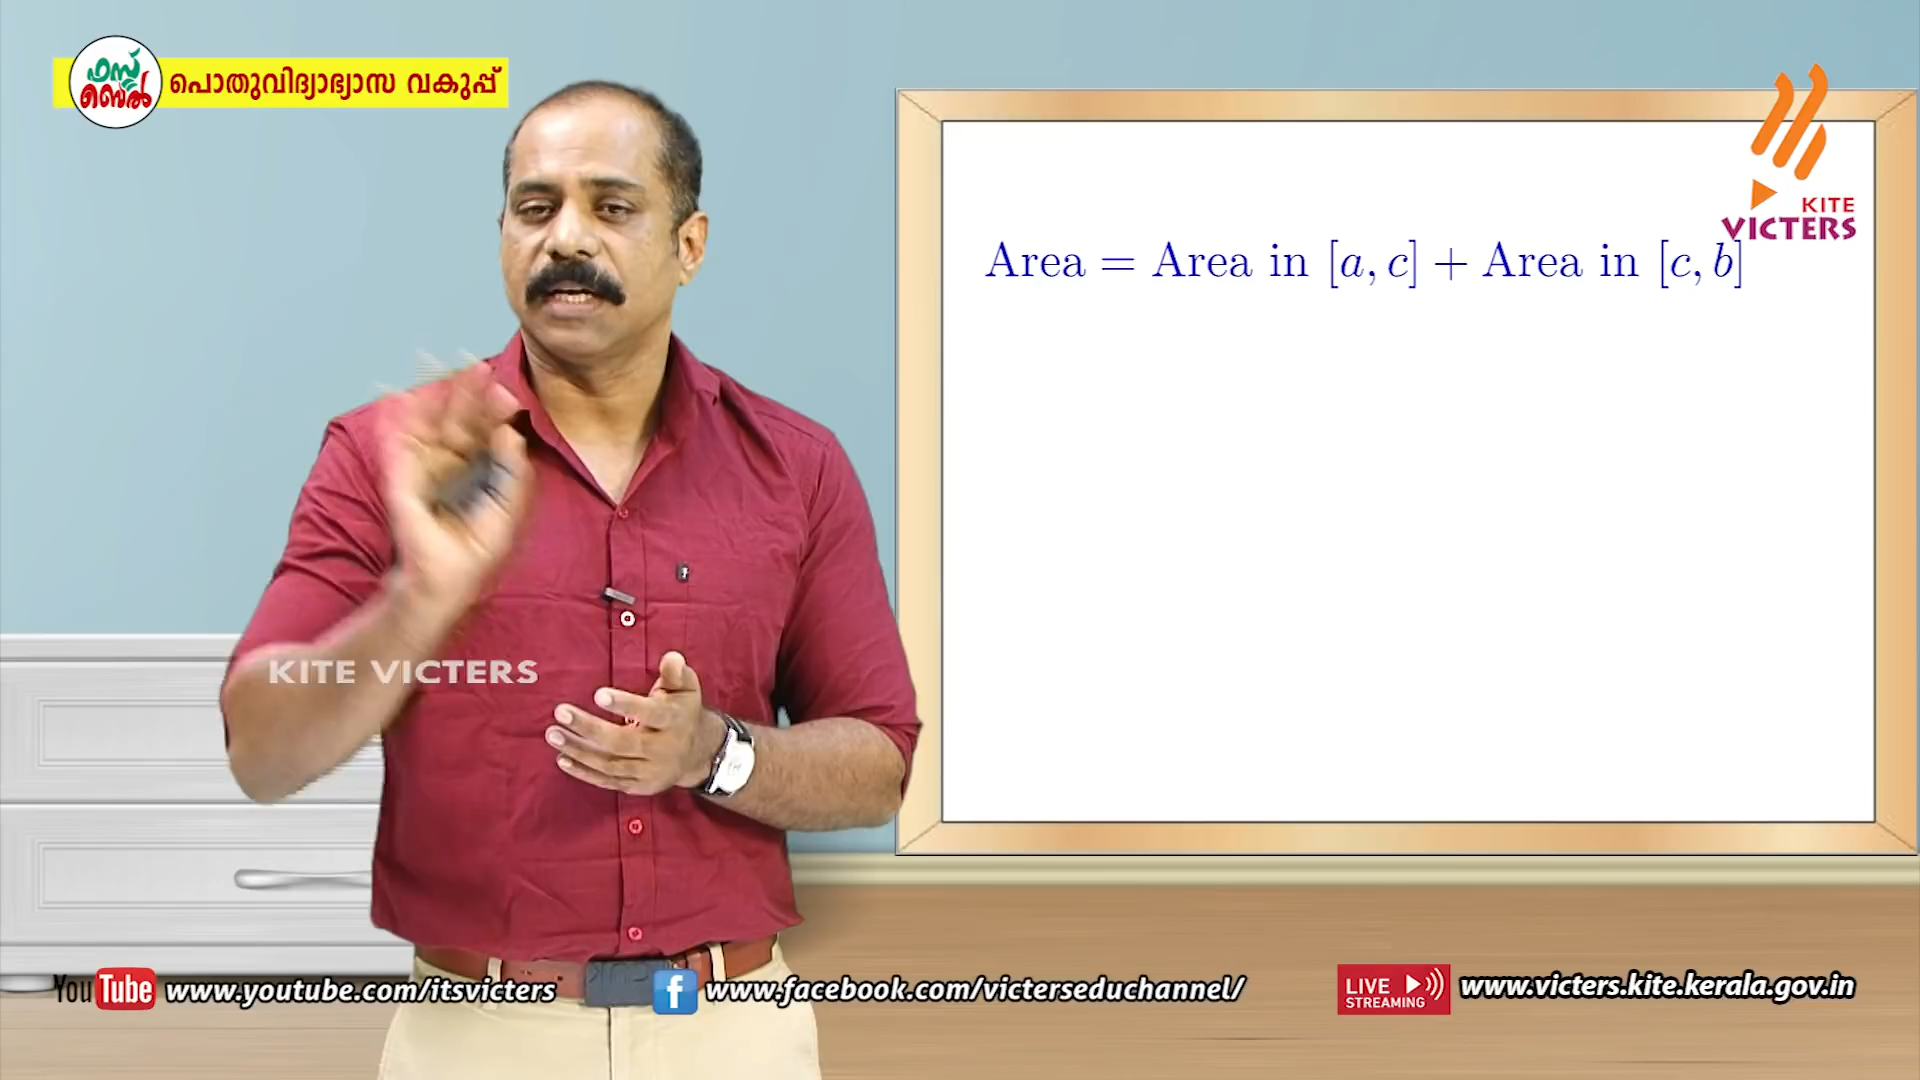 ഫസ്റ്റ്
ബെൽ
പൊതുവിദ്യാഭ്യാസ വകുപ്പ്
KITE
VICTERS
Area = Area in [a, c] + Area in [c, b]
KITE VICTERS
YouTube www.youtube.com/itsvicters
f www.facebook.com/victerseduchannel/
LIVE
STREAMING
www.victers.kite.kerala.gov.in